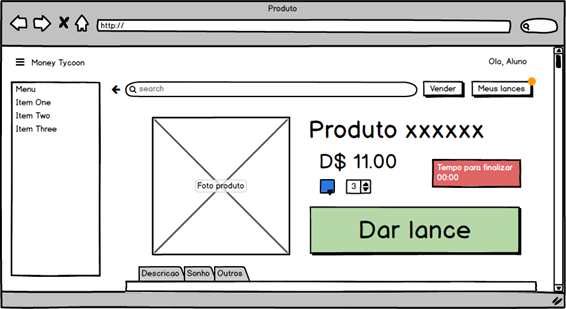 Produto
http://
Money Tycoon
Ola, Aluno
Menu
Item One
Item Two
Item Three
search
Vender
Meus lances
Foto produto
Produto xxxxxx
D$ 11.00
3
Tempo para finalizar
00:00
Dar lance
Descricao
Sonho
Outros